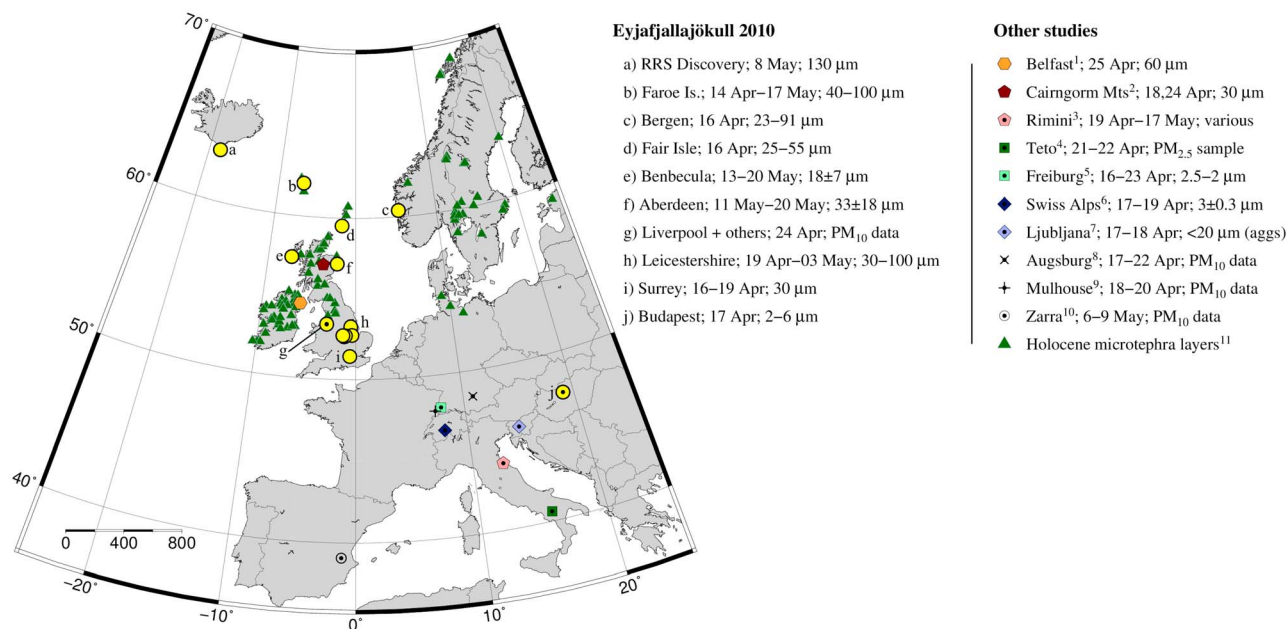 70°
60°
50°
40°
−20°
−10°
0°
10°
20°
0 400 800
a
b
c
d
e
f
g
h
i
j
Eyjafjallajökull 2010
a) RRS Discovery; 8 May; 130 µm
b) Faroe Is.; 14 Apr−17 May; 40−100 µm
c) Bergen; 16 Apr; 23−91 µm
d) Fair Isle; 16 Apr; 25−55 µm
e) Benbecula; 13−20 May; 18±7 µm
f) Aberdeen; 11 May−20 May; 33±18 µm
g) Liverpool + others; 24 Apr; PM₁₀ data
h) Leicestershire; 19 Apr−03 May; 30−100 µm
i) Surrey; 16−19 Apr; 30 µm
j) Budapest; 17 Apr; 2−6 µm
Other studies
Belfast¹; 25 Apr; 60 µm
Cairngorm Mts²; 18,24 Apr; 30 µm
Rimini³; 19 Apr−17 May; various
Teto⁴; 21−22 Apr; PM₂.₅ sample
Freiburg⁵; 16−23 Apr; 2.5−2 µm
Swiss Alps⁶; 17−19 Apr; 3±0.3 µm
Ljubljana⁷; 17−18 Apr; <20 µm (aggs)
Augsburg⁸; 17−22 Apr; PM₁₀ data
Mulhouse⁹; 18−20 Apr; PM₁₀ data
Zarra¹⁰; 6−9 May; PM₁₀ data
Holocene microtephra layers¹¹